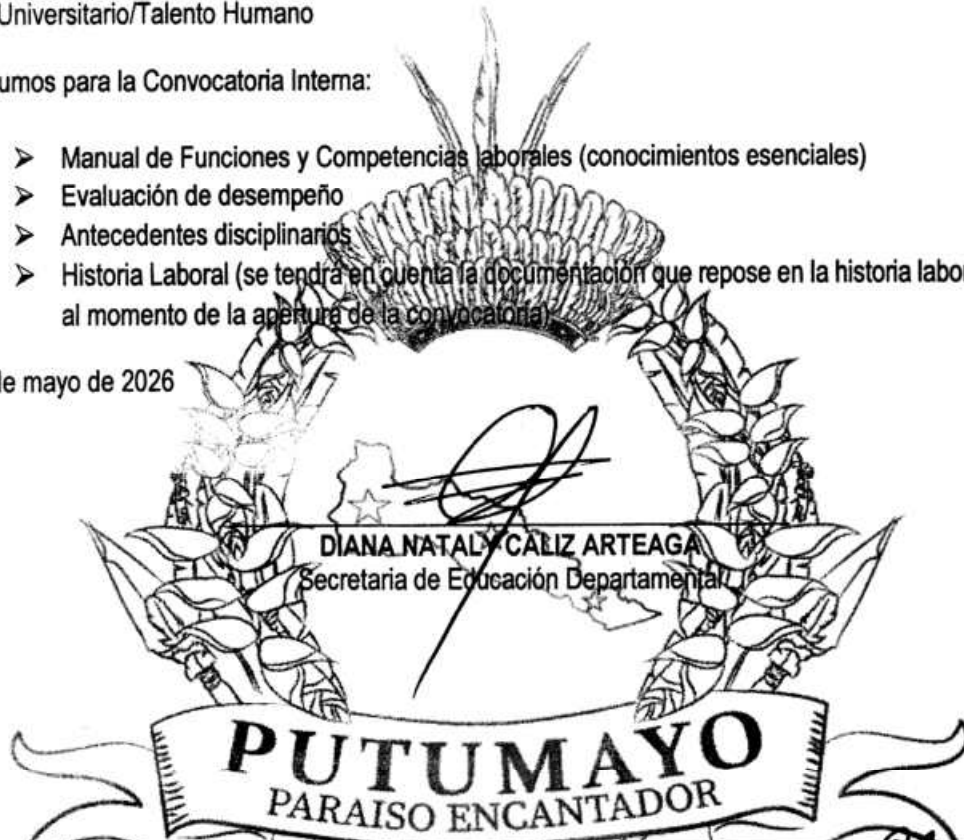 Universitario/Talento Humano
umos para la Convocatoria Interna:
➤ Manual de Funciones y Competencias laborales (conocimientos esenciales)
➤ Evaluación de desempeño
➤ Antecedentes disciplinarios
➤ Historia Laboral (se tendrá en cuenta la documentación que repose en la historia labor
al momento de la apertura de la convocatoria)
de mayo de 2026
DIANA NATALY CALIZ ARTEAGA
Secretaria de Educación Departamental
PUTUMAYO
PARAISO ENCANTADOR